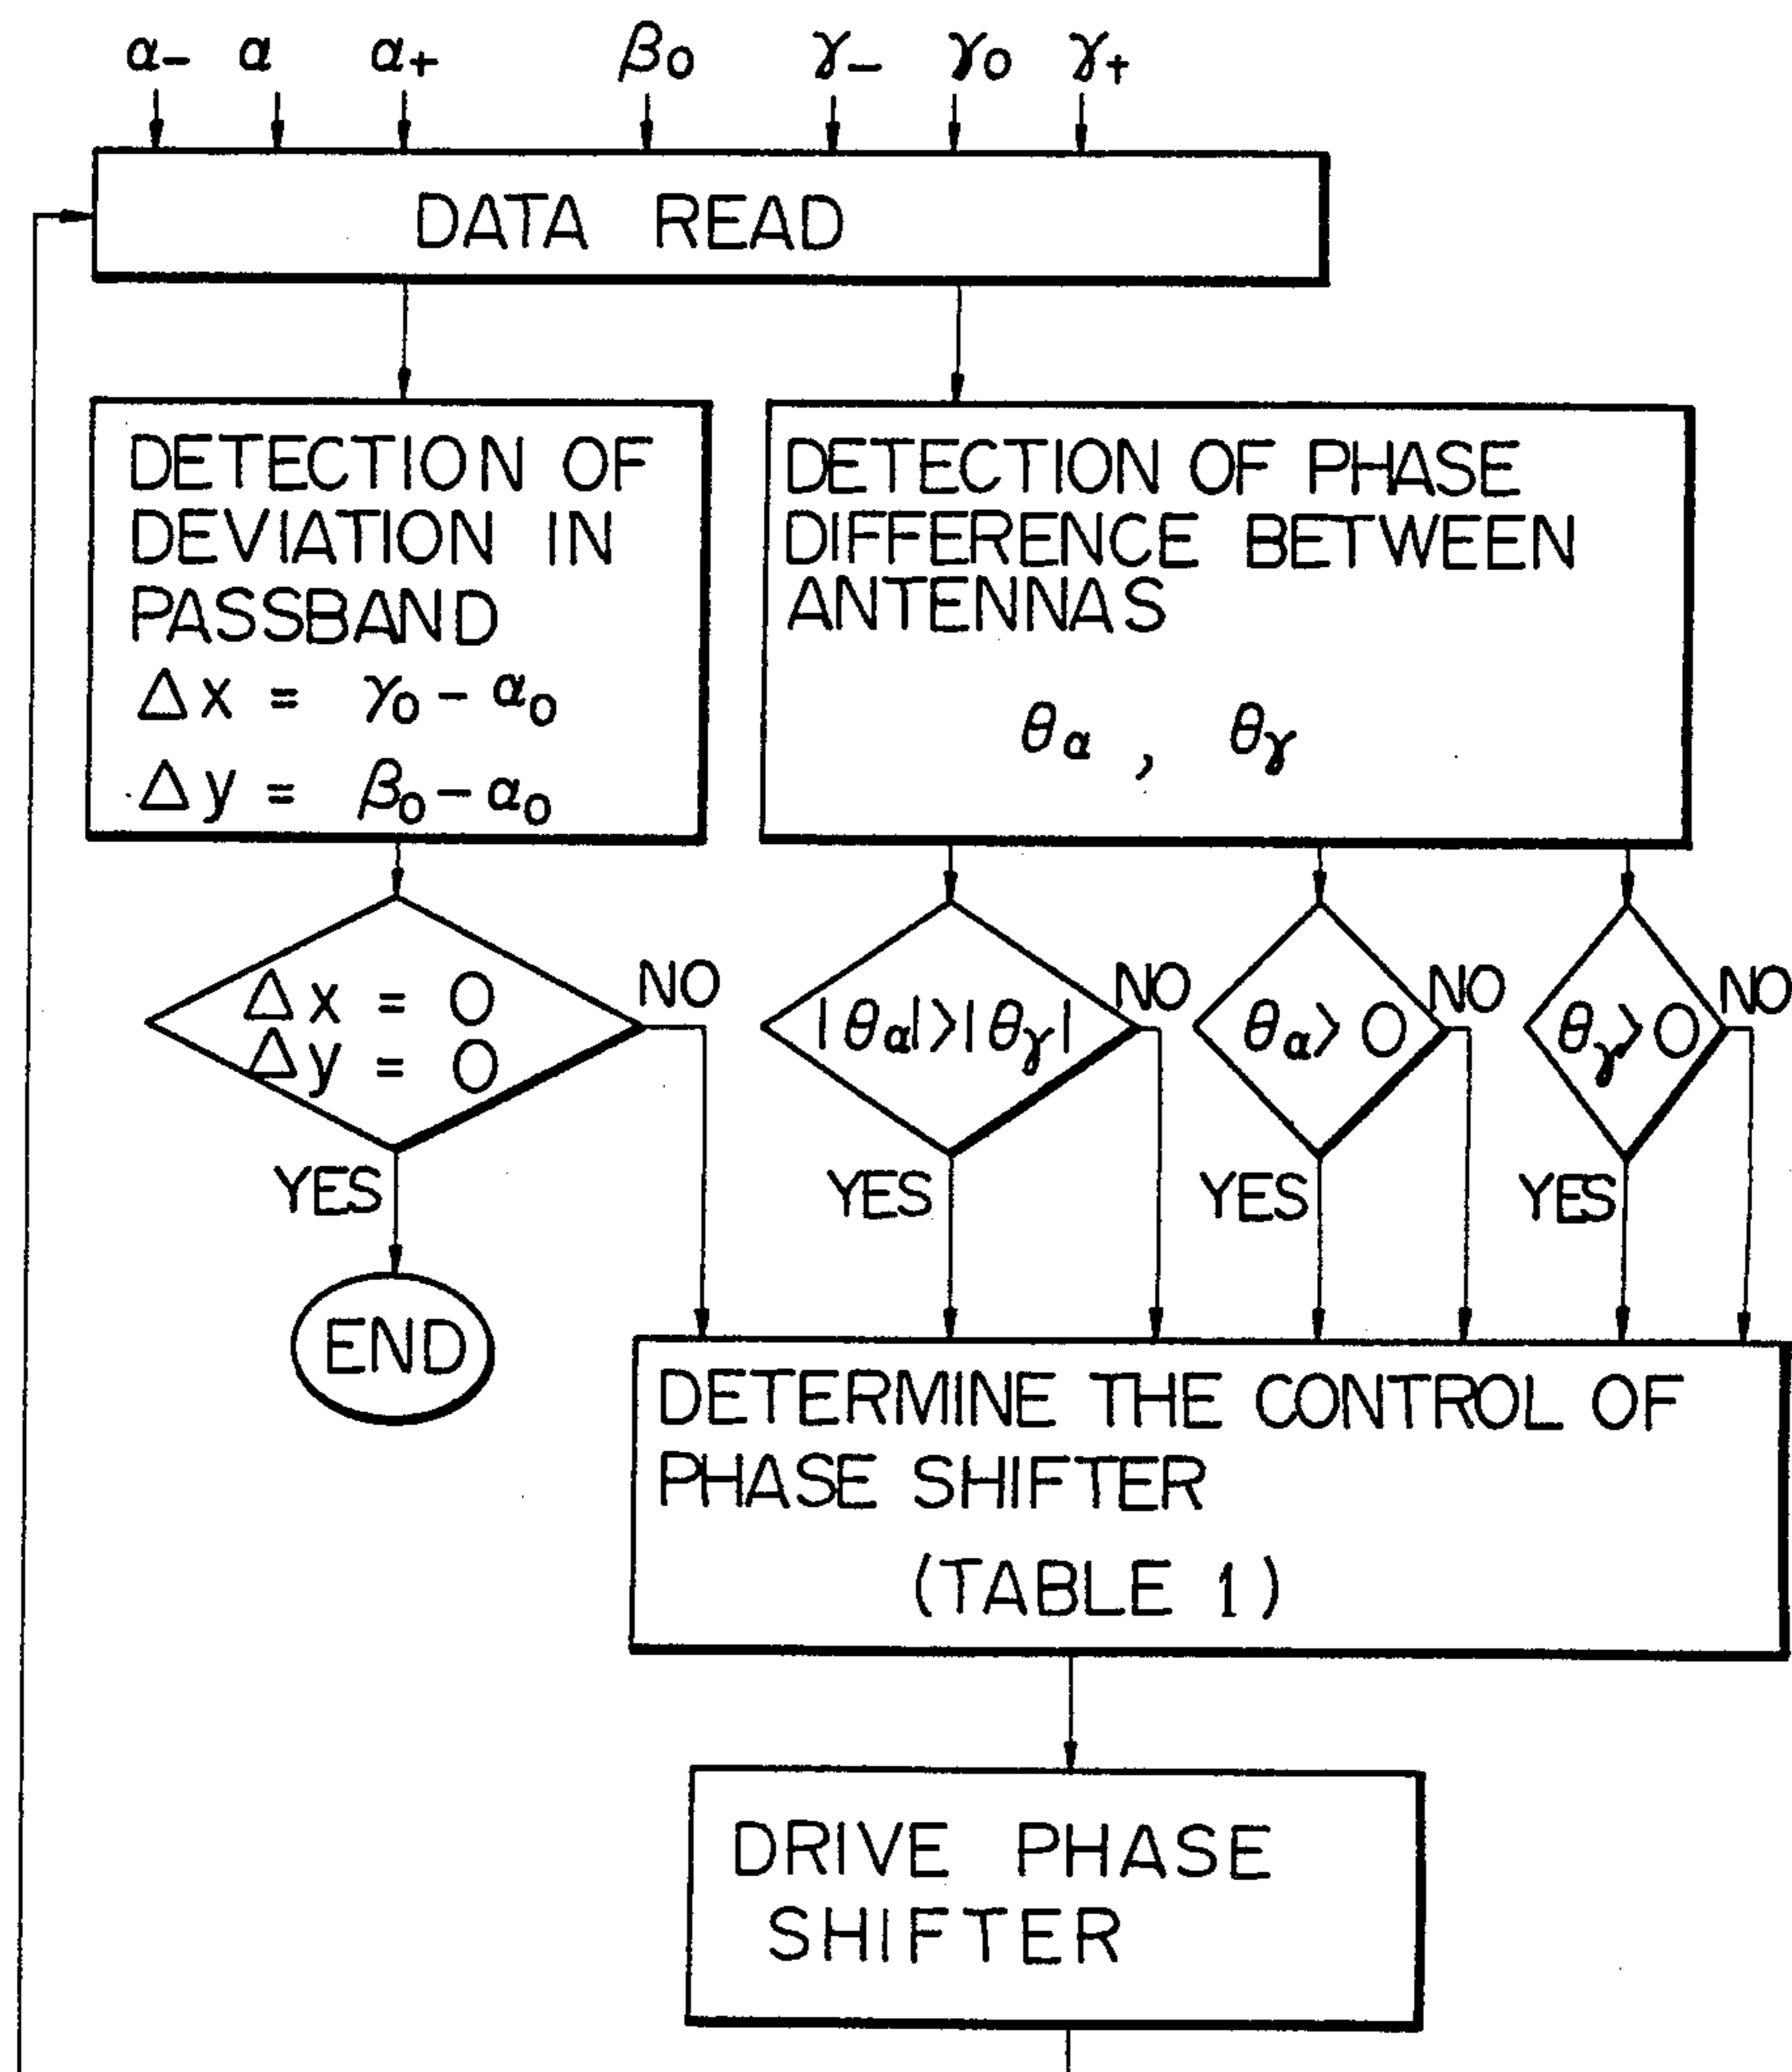 α₋ α α₊ β₀ γ₋ γ₀ γ₊
DATA READ
DETECTION OF
DEVIATION IN
PASSBAND
Δx = γ₀ - α₀
Δy = β₀ - α₀
DETECTION OF PHASE
DIFFERENCE BETWEEN
ANTENNAS
θα , θγ
Δx = 0
Δy = 0
NO
YES
|θα|>|θγ|
NO
YES
θα>0
NO
YES
θγ>0
NO
YES
END
DETERMINE THE CONTROL OF
PHASE SHIFTER
(TABLE 1)
DRIVE PHASE
SHIFTER